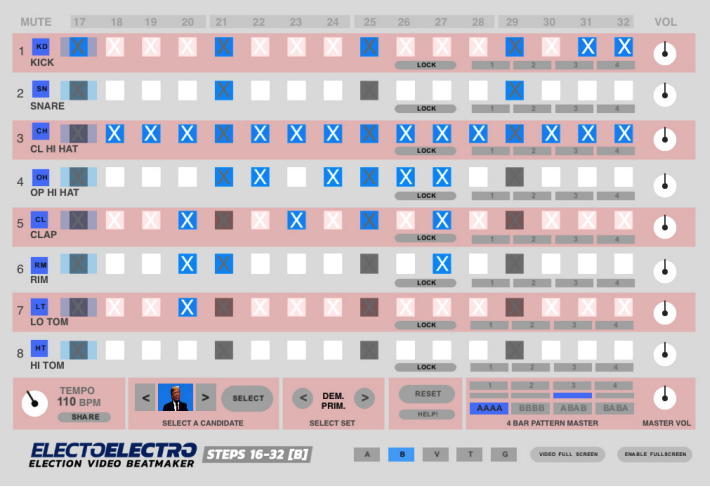 MUTE 17 18 19 20 21 22 23 24 25 26 27 28 29 30 31 32 VOL
1 KD
KICK LOCK 1 2 3 4
2 SN
SNARE LOCK 1 2 3 4
3 CH
CL HI HAT LOCK 1 2 3 4
4 OH
OP HI HAT LOCK 1 2 3 4
5 CL
CLAP LOCK 1 2 3 4
6 RM
RIM LOCK 1 2 3 4
7 LT
LO TOM LOCK 1 2 3 4
8 HT
HI TOM LOCK 1 2 3 4
TEMPO
110 BPM
SHARE
< > SELECT
SELECT A CANDIDATE
< DEM. PRIM. >
SELECT SET
RESET
HELP!
1 2 3 4
AAAA BBBB ABAB BABA
4 BAR PATTERN MASTER
MASTER VOL
ELECTOELECTRO
ELECTION VIDEO BEATMAKER
STEPS 16-32 [B]
A B V T G
VIDEO FULL SCREEN
ENABLE FULLSCREEN